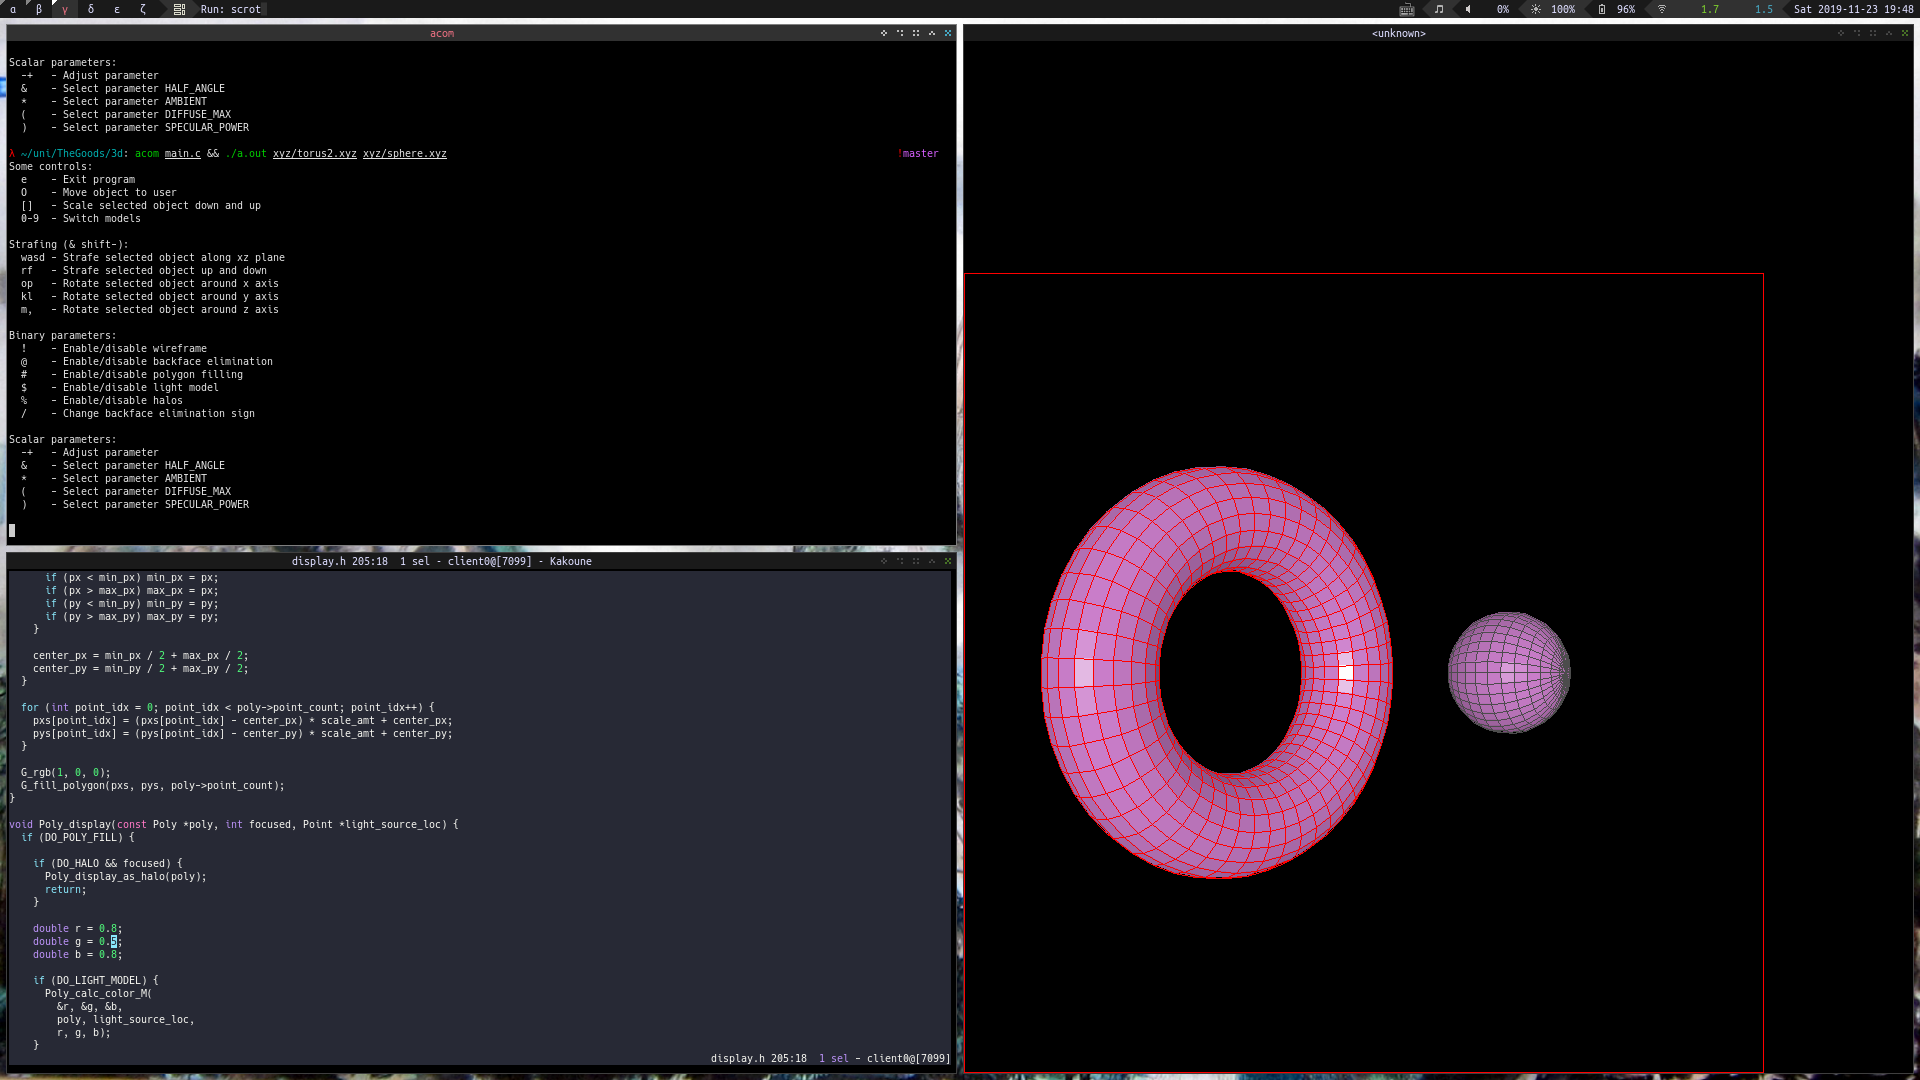 α β γ δ ε ζ Run: scrot 0% 100% 96% 1.7 1.5 Sat 2019-11-23 19:48
acom
Scalar parameters:
-+ - Adjust parameter
& - Select parameter HALF_ANGLE
* - Select parameter AMBIENT
( - Select parameter DIFFUSE_MAX
) - Select parameter SPECULAR_POWER
λ ~/uni/TheGoods/3d: acom main.c && ./a.out xyz/torus2.xyz xyz/sphere.xyz !master
Some controls:
e - Exit program
O - Move object to user
[] - Scale selected object down and up
0-9 - Switch models
Strafing (& shift-):
wasd - Strafe selected object along xz plane
rf - Strafe selected object up and down
op - Rotate selected object around x axis
kl - Rotate selected object around y axis
m, - Rotate selected object around z axis
Binary parameters:
! - Enable/disable wireframe
@ - Enable/disable backface elimination
# - Enable/disable polygon filling
$ - Enable/disable light model
% - Enable/disable halos
/ - Change backface elimination sign
Scalar parameters:
-+ - Adjust parameter
& - Select parameter HALF_ANGLE
* - Select parameter AMBIENT
( - Select parameter DIFFUSE_MAX
) - Select parameter SPECULAR_POWER
display.h 205:18 1 sel - client0@[7099] - Kakoune
if (px < min_px) min_px = px;
if (px > max_px) max_px = px;
if (py < min_py) min_py = py;
if (py > max_py) max_py = py;
}
center_px = min_px / 2 + max_px / 2;
center_py = min_py / 2 + max_py / 2;
}
for (int point_idx = 0; point_idx < poly->point_count; point_idx++) {
pxs[point_idx] = (pxs[point_idx] - center_px) * scale_amt + center_px;
pys[point_idx] = (pys[point_idx] - center_py) * scale_amt + center_py;
}
G_rgb(1, 0, 0);
G_fill_polygon(pxs, pys, poly->point_count);
}
void Poly_display(const Poly *poly, int focused, Point *light_source_loc) {
if (DO_POLY_FILL) {
if (DO_HALO && focused) {
Poly_display_as_halo(poly);
return;
}
double r = 0.8;
double g = 0.5;
double b = 0.8;
if (DO_LIGHT_MODEL) {
Poly_calc_color_M(
&r, &g, &b,
poly, light_source_loc,
r, g, b);
}
display.h 205:18 1 sel - client0@[7099]
<unknown>